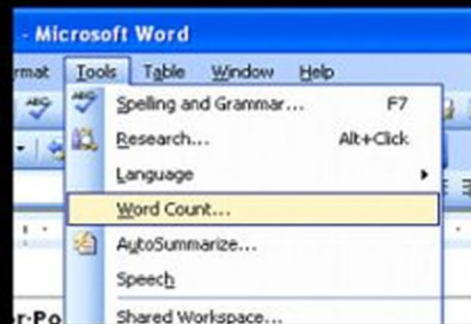 - Microsoft Word
rmat Tools Table Window Help
Spelling and Grammar... F7
Research... Alt+Click
Language
Word Count...
AutoSummarize...
Speech
Shared Workspace...
r·Po